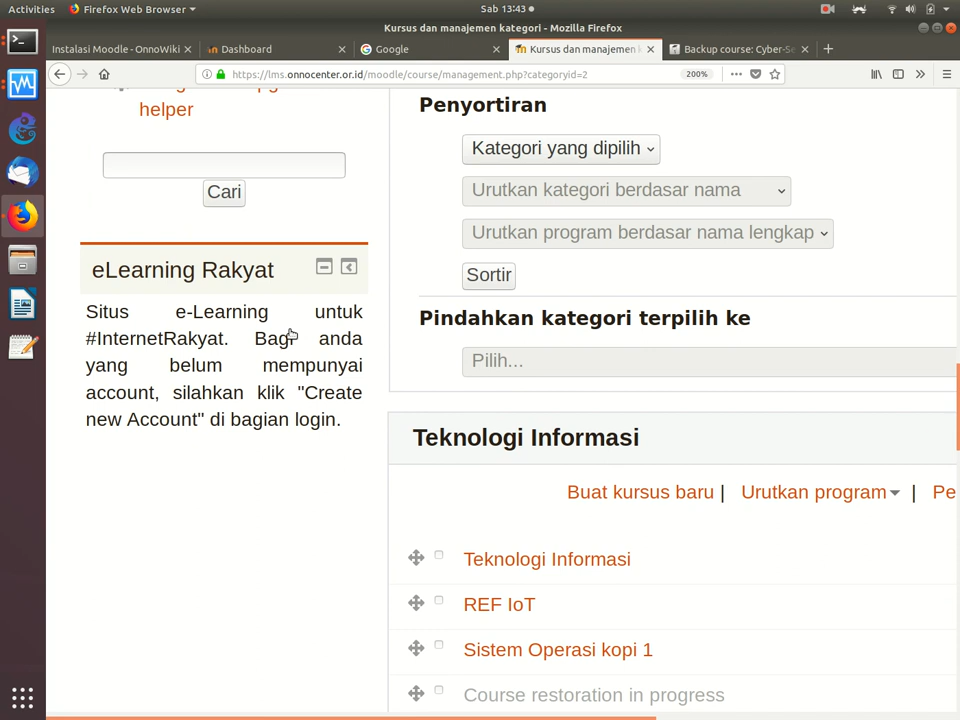 Activities Firefox Web Browser Sab 13:43
Kursus dan manajemen kategori - Mozilla Firefox
Instalasi Moodle - OnnoWiki Dashboard Google Kursus dan manajemen Backup course: Cyber-Se
https://lms.onnocenter.or.id/moodle/course/management.php?categoryid=2 200%
helper
Cari
eLearning Rakyat
Situs e-Learning untuk
#InternetRakyat. Bagi anda
yang belum mempunyai
account, silahkan klik "Create
new Account" di bagian login.
Penyortiran
Kategori yang dipilih
Urutkan kategori berdasar nama
Urutkan program berdasar nama lengkap
Sortir
Pindahkan kategori terpilih ke
Pilih...
Teknologi Informasi
Buat kursus baru | Urutkan program | Pe
Teknologi Informasi
REF IoT
Sistem Operasi kopi 1
Course restoration in progress